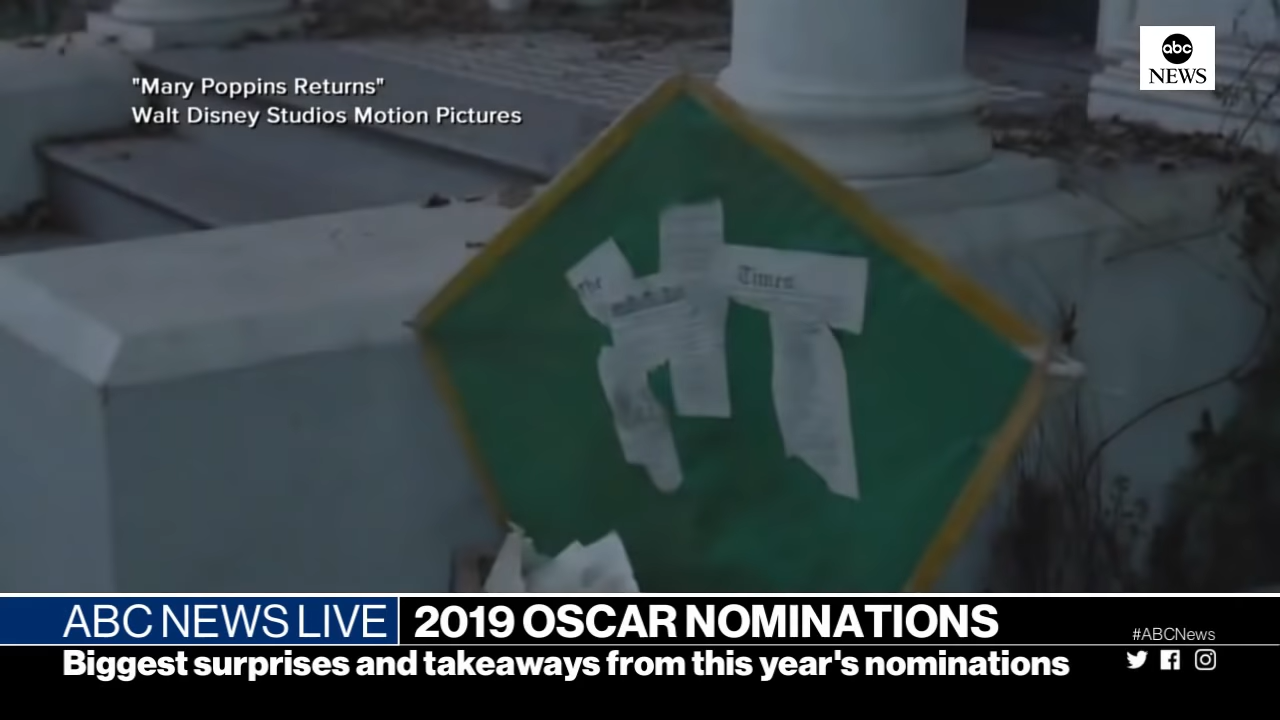 "Mary Poppins Returns"
Walt Disney Studios Motion Pictures
abc
NEWS
The
Times
ABC NEWS LIVE
2019 OSCAR NOMINATIONS
#ABCNews
Biggest surprises and takeaways from this year's nominations